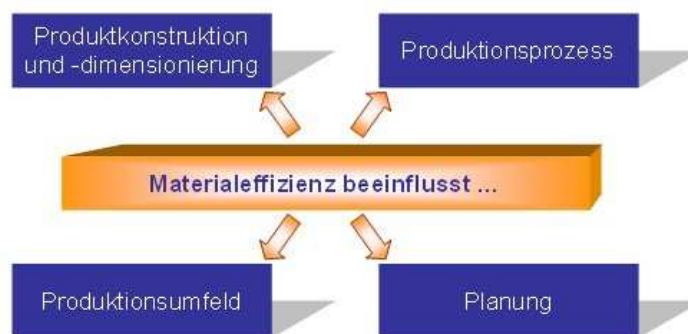 Produktkonstruktion
und -dimensionierung
Produktionsprozess
Materialeffizienz beeinflusst ...
Produktionsumfeld
Planung